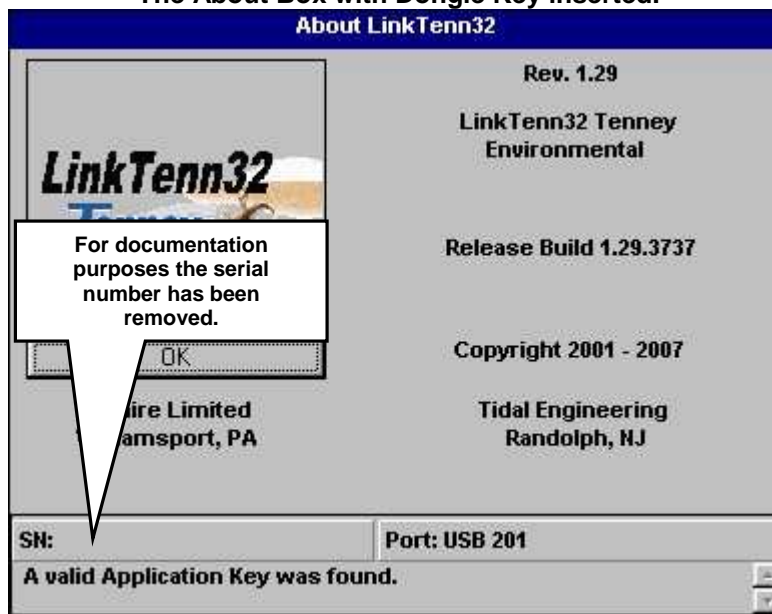 The About Box with Dongle Key Inserted.
About LinkTenn32
Rev. 1.29
LinkTenn32 Tenney
Environmental
LinkTenn32
For documentation
purposes the serial
number has been
removed.
Release Build 1.29.3737
OK
Copyright 2001 - 2007
Limited
PA
Tidal Engineering
Randolph, NJ
SN:
Port: USB 201
A valid Application Key was found.